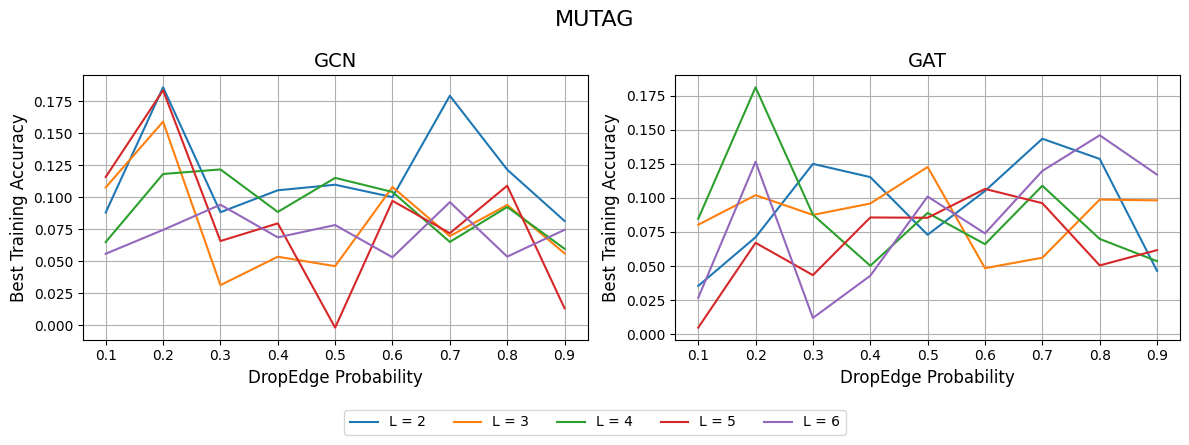 MUTAG
GCN
Best Training Accuracy
0.175
0.150
0.125
0.100
0.075
0.050
0.025
0.000
0.1 0.2 0.3 0.4 0.5 0.6 0.7 0.8 0.9
DropEdge Probability
GAT
Best Training Accuracy
0.175
0.150
0.125
0.100
0.075
0.050
0.025
0.000
0.1 0.2 0.3 0.4 0.5 0.6 0.7 0.8 0.9
DropEdge Probability
L = 2 L = 3 L = 4 L = 5 L = 6